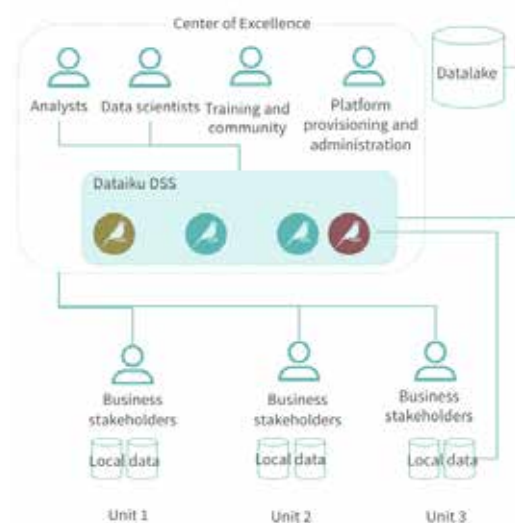 Center of Excellence
Datalake
Analysts
Data scientists
Training and
community
Platform
provisioning and
administration
Dataiku DSS
Business
stakeholders
Business
stakeholders
Business
stakeholders
Local data
Local data
Local data
Unit 1
Unit 2
Unit 3